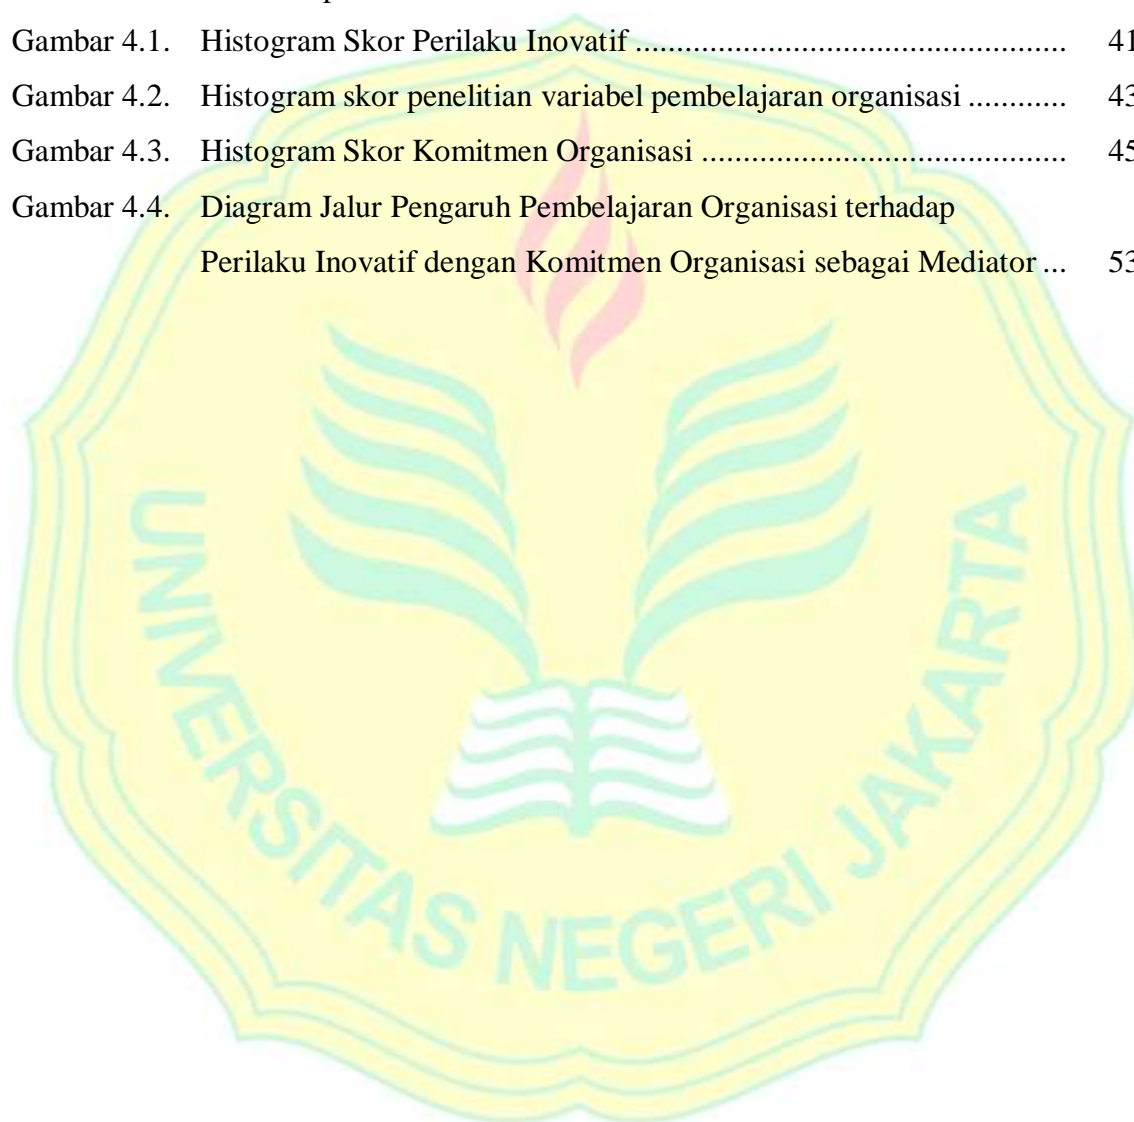 Gambar 4.1. Histogram Skor Perilaku Inovatif .................................................... 41
Gambar 4.2. Histogram skor penelitian variabel pembelajaran organisasi ............ 43
Gambar 4.3. Histogram Skor Komitmen Organisasi ............................................ 45
Gambar 4.4. Diagram Jalur Pengaruh Pembelajaran Organisasi terhadap
Perilaku Inovatif dengan Komitmen Organisasi sebagai Mediator ... 53
UNIVERSITAS NEGERI JAKARTA